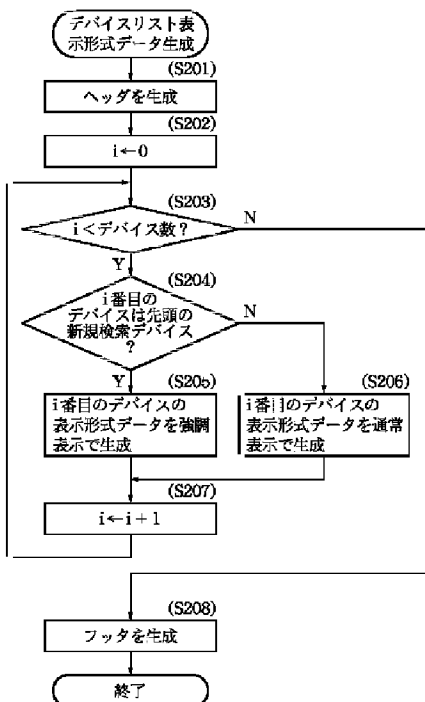 デバイスリスト表
示形式データ生成
(S201)
ヘッダを生成
(S202)
i←0
(S203)
i<デバイス数?
N
Y
(S204)
i番目の
デバイスは先頭の
新規検索デバイス
?
N
Y
(S205)
i番目のデバイスの
表示形式データを強調
表示で生成
(S206)
i番目のデバイスの
表示形式データを通常
表示で生成
(S207)
i←i+1
(S208)
フッタを生成
終了